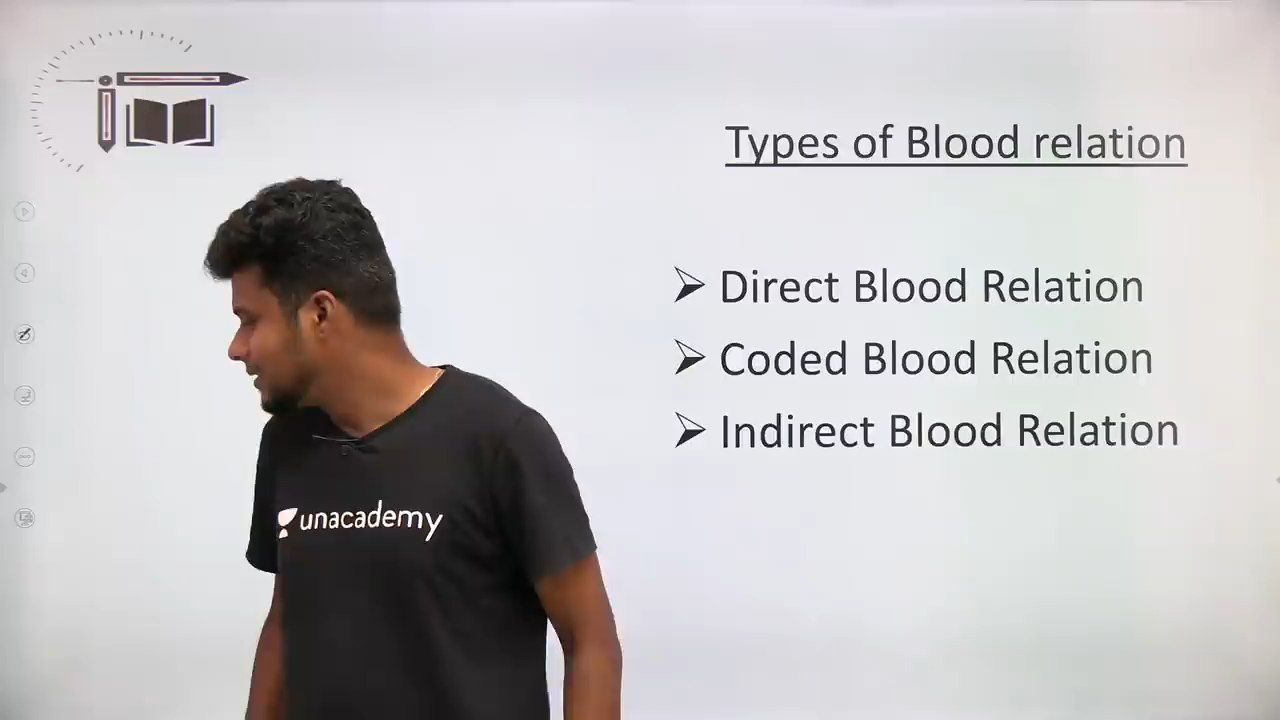 Types of Blood relation
➢ Direct Blood Relation
➢ Coded Blood Relation
➢ Indirect Blood Relation
unacademy